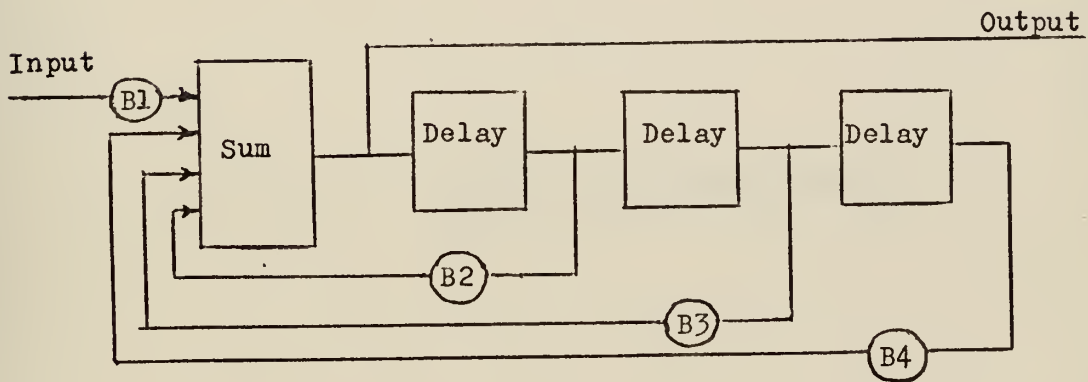 Output
Input
B1
Sum
Delay
Delay
Delay
B2
B3
B4